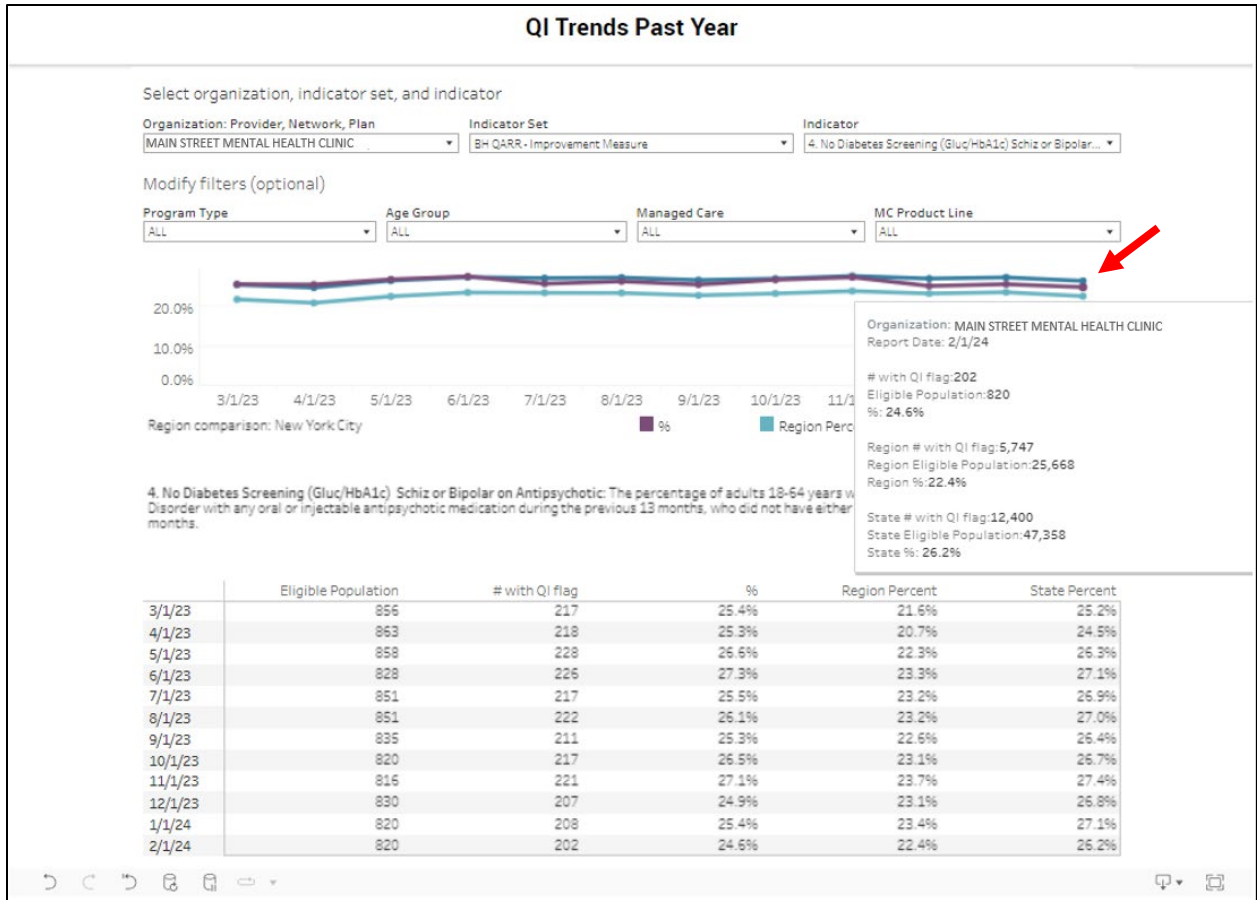 QI Trends Past Year
Select organization, indicator set, and indicator
Organization: Provider, Network, Plan Indicator Set Indicator
MAIN STREET MENTAL HEALTH CLINIC BH QARR - Improvement Measure 4. No Diabetes Screening (Gluc/HbA1c) Schiz or Bipolar...
Modify filters (optional)
Program Type Age Group Managed Care MC Product Line
ALL ALL ALL ALL
20.0%
10.0%
0.0%
3/1/23 4/1/23 5/1/23 6/1/23 7/1/23 8/1/23 9/1/23 10/1/23 11/1
Region comparison: New York City % Region Perc
Organization: MAIN STREET MENTAL HEALTH CLINIC
Report Date: 2/1/24
# with QI flag:202
Eligible Population:820
%: 24.6%
Region # with QI flag:5,747
Region Eligible Population:25,668
Region %:22.4%
State # with QI flag:12,400
State Eligible Population:47,358
State %: 26.2%
4. No Diabetes Screening (Gluc/HbA1c) Schiz or Bipolar on Antipsychotic: The percentage of adults 18-64 years w
Disorder with any oral or injectable antipsychotic medication during the previous 13 months, who did not have either
months.
Eligible Population # with QI flag % Region Percent State Percent
3/1/23 856 217 25.4% 21.6% 25.2%
4/1/23 863 218 25.3% 20.7% 24.5%
5/1/23 858 228 26.6% 22.3% 26.3%
6/1/23 828 226 27.3% 23.3% 27.1%
7/1/23 851 217 25.5% 23.2% 26.9%
8/1/23 851 222 26.1% 23.2% 27.0%
9/1/23 835 211 25.3% 22.6% 26.4%
10/1/23 820 217 26.5% 23.1% 26.7%
11/1/23 816 221 27.1% 23.7% 27.4%
12/1/23 830 207 24.9% 23.1% 26.8%
1/1/24 820 208 25.4% 23.4% 27.1%
2/1/24 820 202 24.6% 22.4% 26.2%